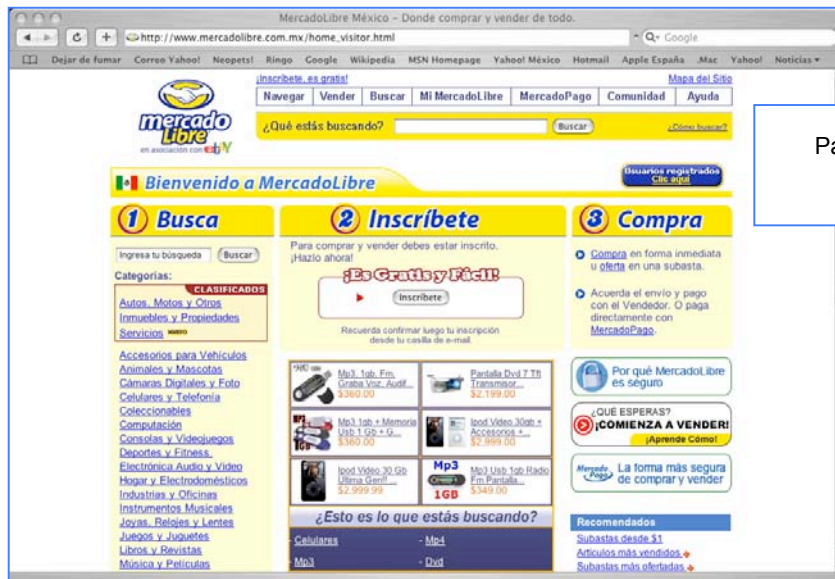 MercadoLibre México – Donde comprar y vender de todo.
http://www.mercadolibre.com.mx/home_visitor.html
Google
Dejar de fumar Correo Yahoo! Neopets! Ringo Google Wikipedia MSN Homepage Yahoo! México Hotmail Apple España .Mac Yahoo! Noticias
¡Inscríbete, es gratis!
Mapa del Sitio
Navegar Vender Buscar Mi MercadoLibre MercadoPago Comunidad Ayuda
mercado
Libre
en asociación con ebY
¿Qué estás buscando?
Buscar
¿Cómo buscar?
Pa
Bienvenido a MercadoLibre
Usuarios registrados
Clic aquí
1 Busca
Ingresa tu búsqueda Buscar
Categorías:
CLASIFICADOS
Autos, Motos y Otros
Inmuebles y Propiedades
Servicios NUEVO
Accesorios para Vehículos
Animales y Mascotas
Cámaras Digitales y Foto
Celulares y Telefonía
Coleccionables
Computación
Consolas y Videojuegos
Deportes y Fitness.
Electrónica Audio y Video
Hogar y Electrodomésticos
Industrias y Oficinas
Instrumentos Musicales
Joyas, Relojes y Lentes
Juegos y Juguetes
Libros y Revistas
Música y Películas
2 Inscríbete
Para comprar y vender debes estar inscrito.
¡Hazlo ahora!
¡Es Gratis y Fácil!
Inscríbete
Recuerda confirmar luego tu inscripción
desde tu casilla de e-mail.
Mp3, 1gb, Fm,
Graba Voz, Audif...
$360.00
Pantalla Dvd 7 Tft
Transmisor...
$2,199.00
Mp3 1gb + Memoria
Usb 1 Gb + G...
$360.00
Ipod Video 30gb +
Accesorios +...
$2,999.00
Ipod Video 30 Gb
Ultima Gen!! ...
$2,999.99
Mp3
1GB
Mp3 Usb 1gb Radio
Fm Pantalla...
$349.00
¿Esto es lo que estás buscando?
- Celulares
- Mp4
- Mp3
- Dvd
3 Compra
Compra en forma inmediata
u oferta en una subasta.
Acuerda el envío y pago
con el Vendedor. O paga
directamente con
MercadoPago.
Por qué MercadoLibre
es seguro
¿QUÉ ESPERAS?
¡COMIENZA A VENDER!
¡Aprende Cómo!
Mercado
Pago
La forma más segura
de comprar y vender
Recomendados
Subastas desde $1
Artículos más vendidos
Subastas más ofertadas